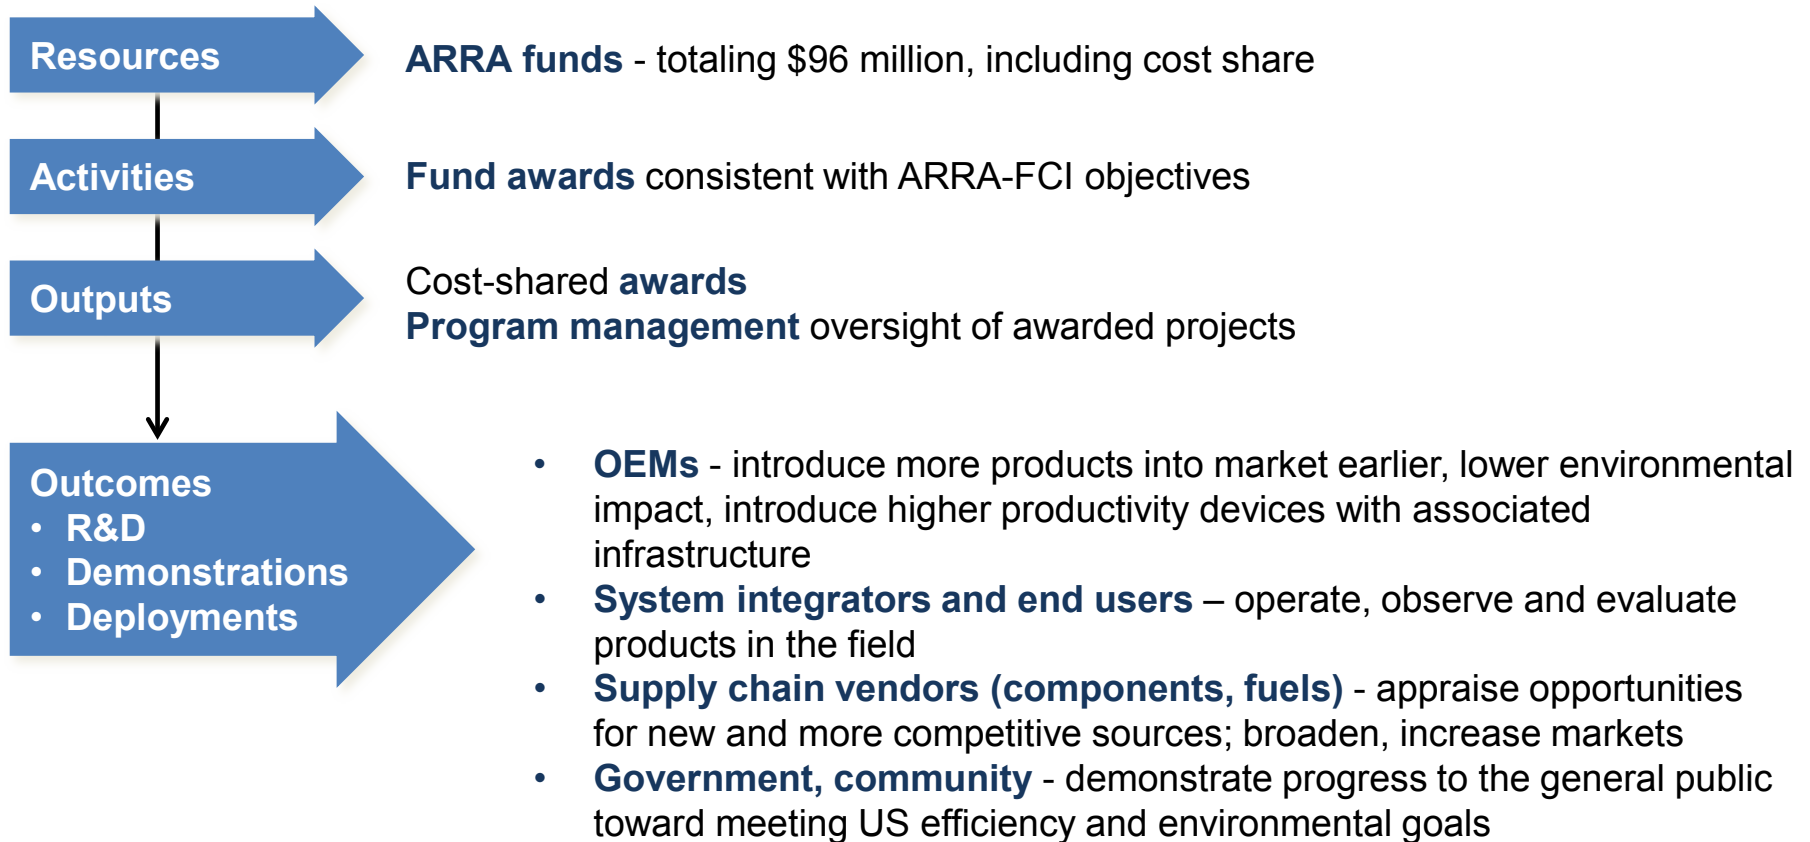 Resources
ARRA funds - totaling $96 million, including cost share
Activities
Fund awards consistent with ARRA-FCI objectives
Outputs
Cost-shared awards
Program management oversight of awarded projects
Outcomes
• R&D
• Demonstrations
• Deployments
• OEMs - introduce more products into market earlier, lower environmental
impact, introduce higher productivity devices with associated
infrastructure
• System integrators and end users – operate, observe and evaluate
products in the field
• Supply chain vendors (components, fuels) - appraise opportunities
for new and more competitive sources; broaden, increase markets
• Government, community - demonstrate progress to the general public
toward meeting US efficiency and environmental goals